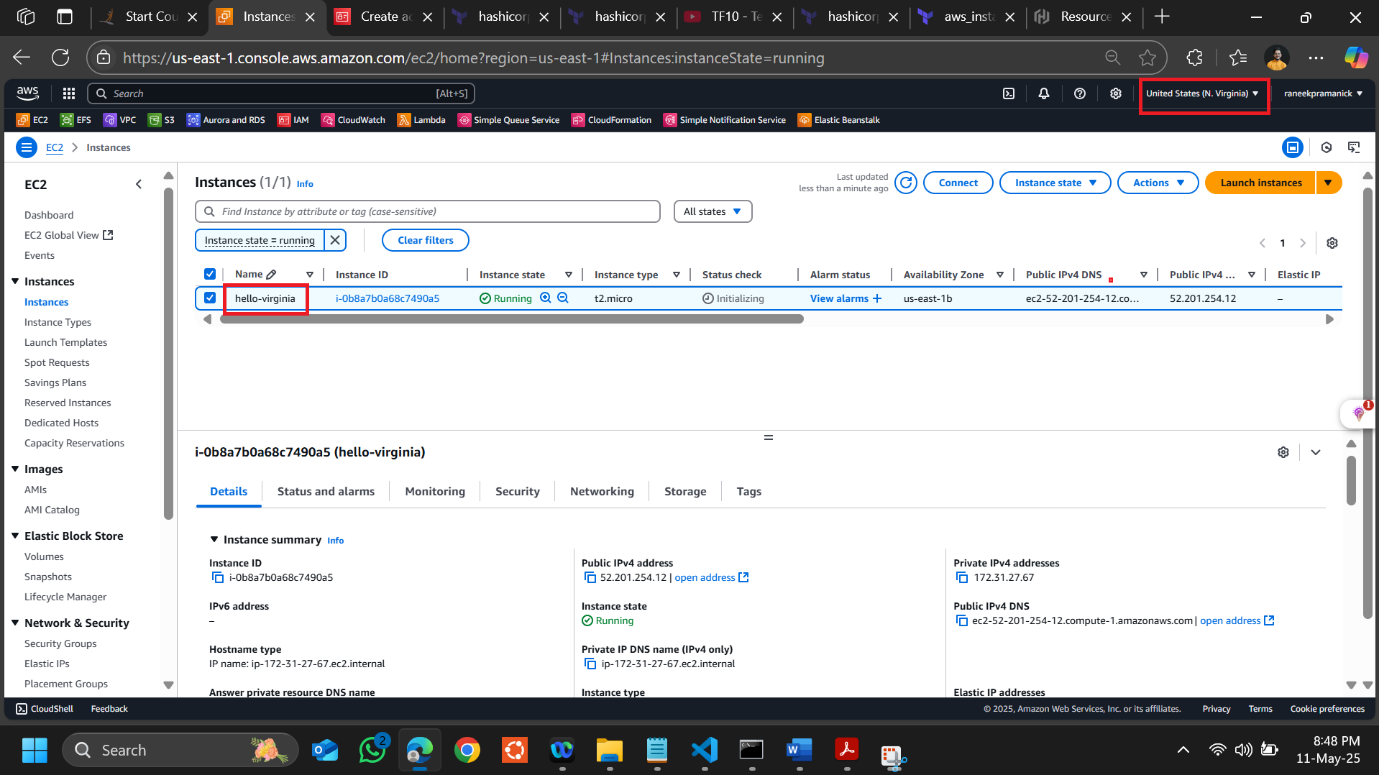 Start Cou
Instances
Create ac
hashicorp
hashicorp
TF10 - Te
hashicorp
aws_insta
Resource
https://us-east-1.console.aws.amazon.com/ec2/home?region=us-east-1#Instances:instanceState=running
aws
Search [Alt+S]
United States (N. Virginia)
raneekpramanick
EC2 EFS VPC S3 Aurora and RDS IAM CloudWatch Lambda Simple Queue Service CloudFormation Simple Notification Service Elastic Beanstalk
EC2 > Instances
EC2
Dashboard
EC2 Global View
Events
Instances
Instances
Instance Types
Launch Templates
Spot Requests
Savings Plans
Reserved Instances
Dedicated Hosts
Capacity Reservations
Images
AMIs
AMI Catalog
Elastic Block Store
Volumes
Snapshots
Lifecycle Manager
Network & Security
Security Groups
Elastic IPs
Placement Groups
Instances (1/1) Info
Last updated
less than a minute ago
Connect
Instance state
Actions
Launch instances
Find Instance by attribute or tag (case-sensitive)
All states
Instance state = running
Clear filters
1
Name Instance ID Instance state Instance type Status check Alarm status Availability Zone Public IPv4 DNS Public IPv4 ... Elastic IP
hello-virginia i-0b8a7b0a68c7490a5 Running t2.micro Initializing View alarms + us-east-1b ec2-52-201-254-12.co... 52.201.254.12 –
1
i-0b8a7b0a68c7490a5 (hello-virginia)
Details Status and alarms Monitoring Security Networking Storage Tags
Instance summary Info
Instance ID
i-0b8a7b0a68c7490a5
IPv6 address
–
Hostname type
IP name: ip-172-31-27-67.ec2.internal
Answer private resource DNS name
Public IPv4 address
52.201.254.12 | open address
Instance state
Running
Private IP DNS name (IPv4 only)
ip-172-31-27-67.ec2.internal
Instance type
Private IPv4 addresses
172.31.27.67
Public IPv4 DNS
ec2-52-201-254-12.compute-1.amazonaws.com | open address
Elastic IP addresses
CloudShell Feedback
© 2025, Amazon Web Services, Inc. or its affiliates. Privacy Terms Cookie preferences
Search
2
8:48 PM
11-May-25